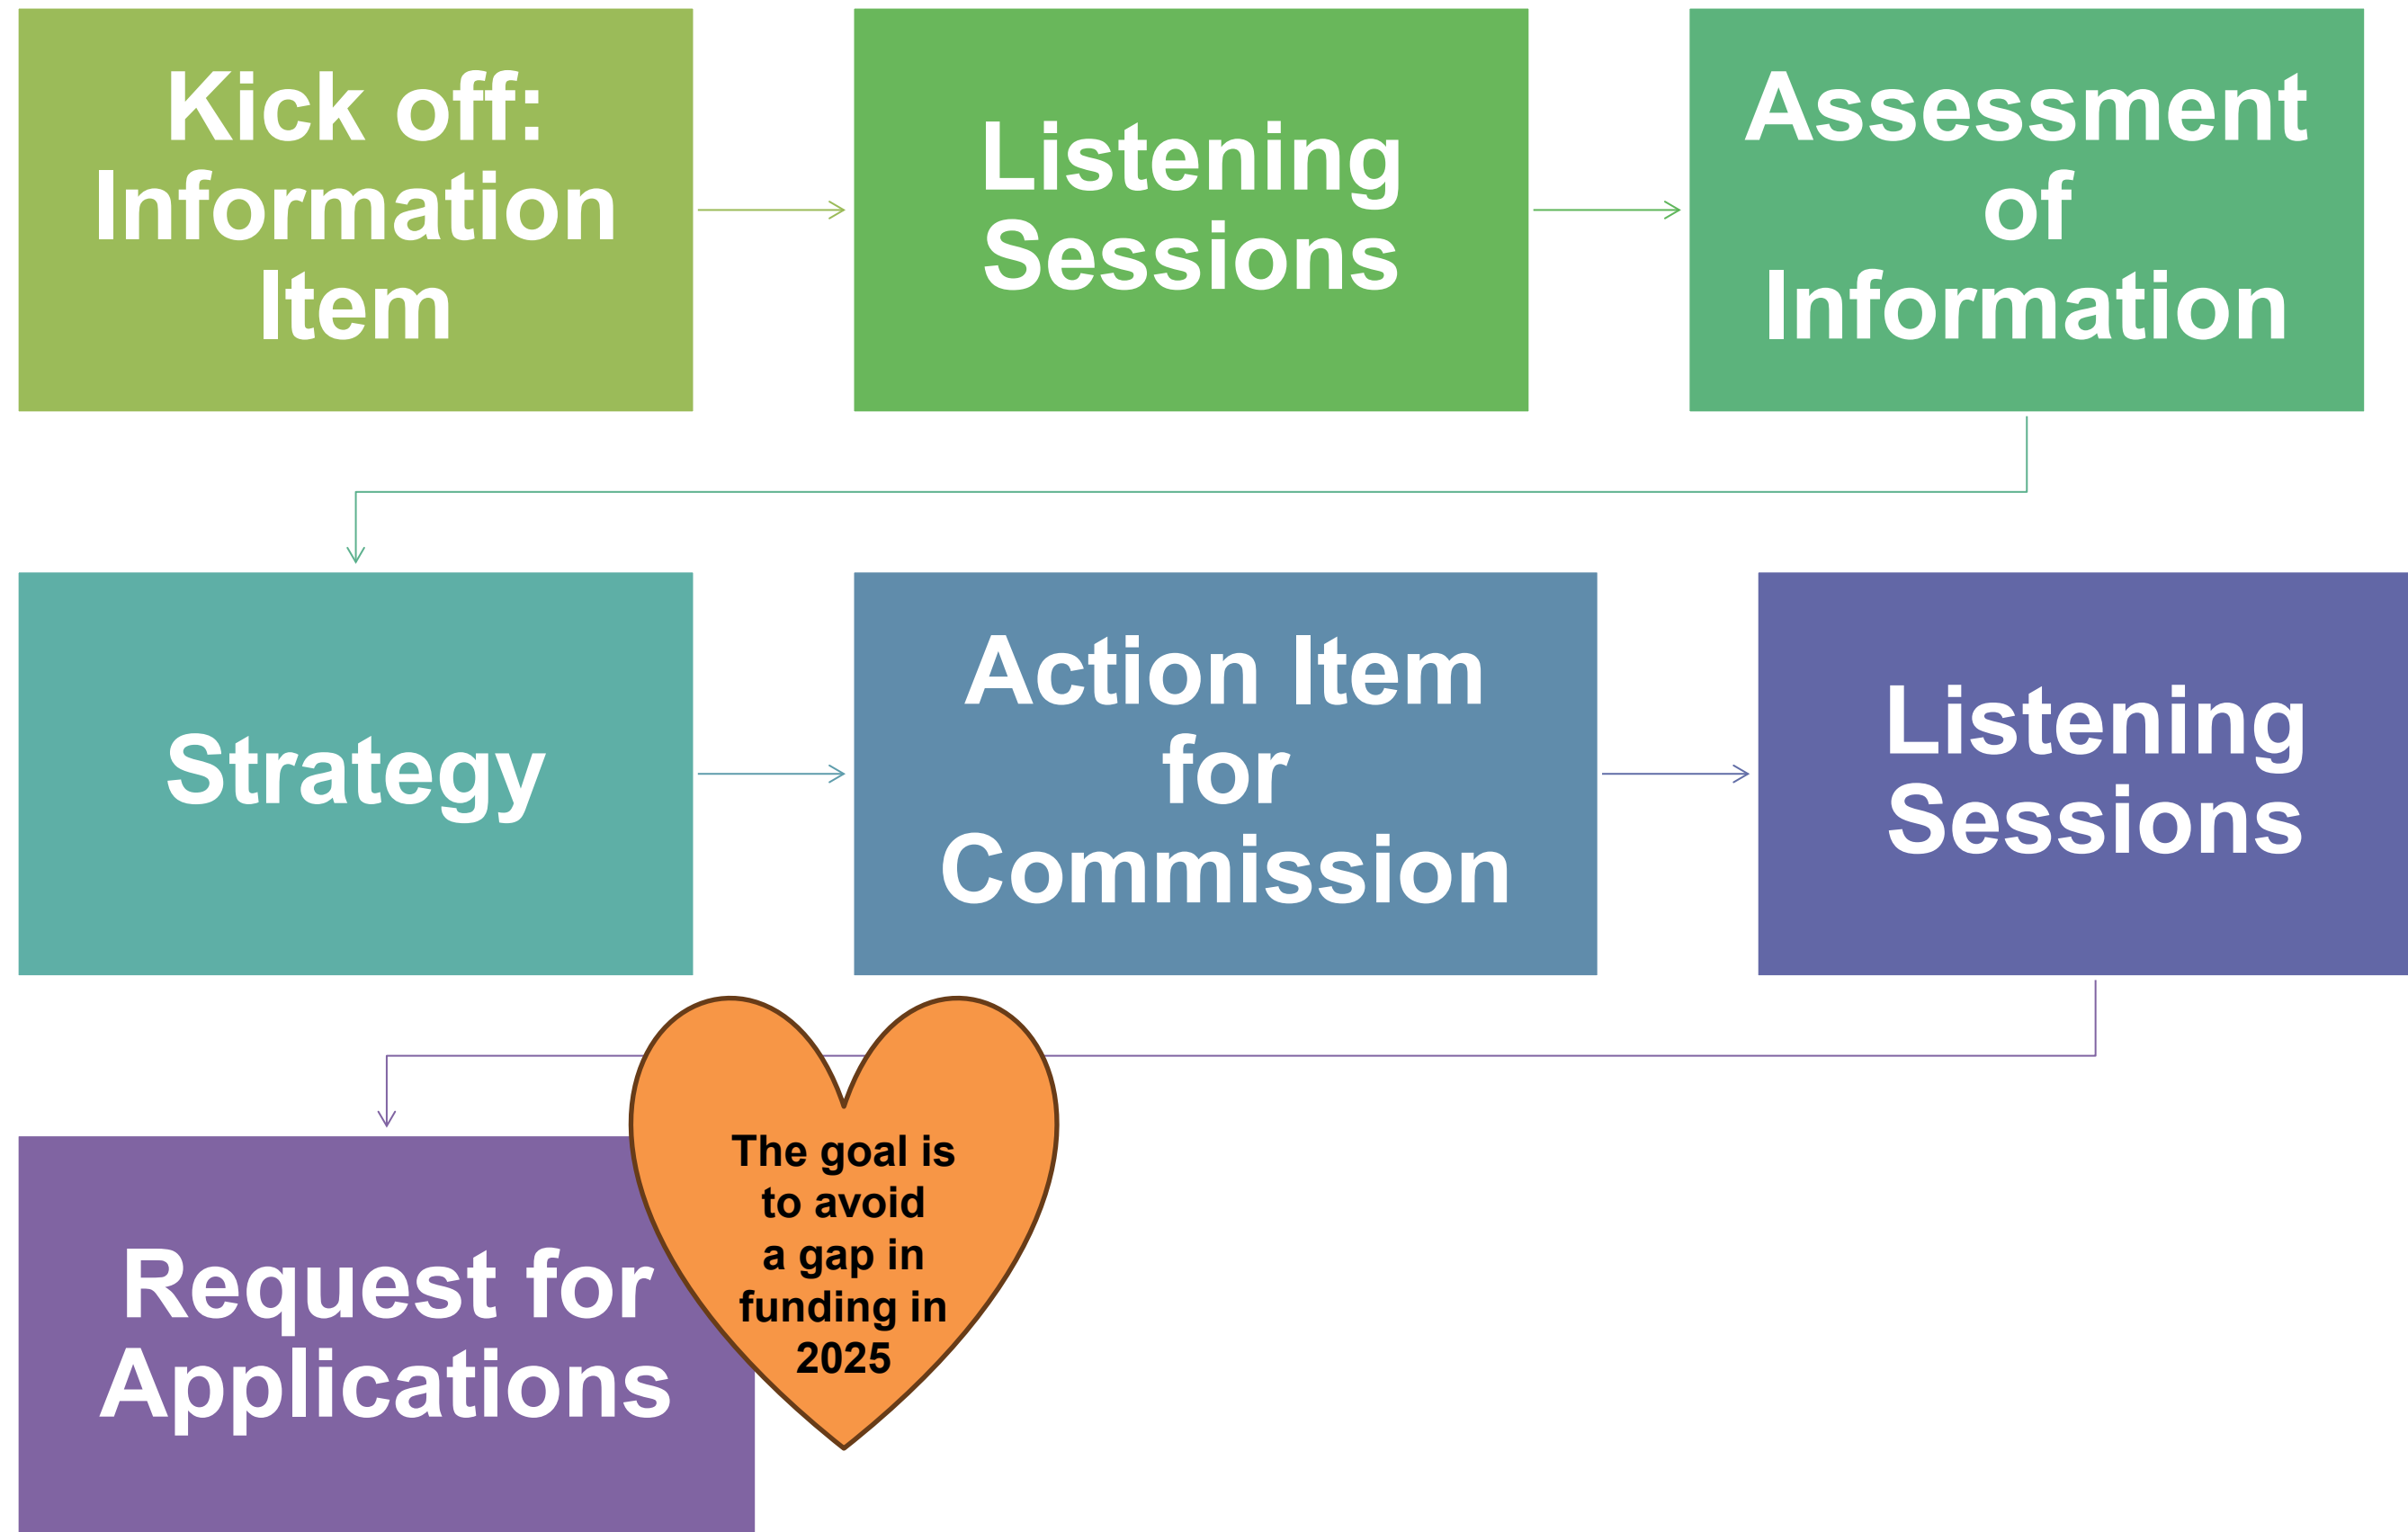 Kick off:
Information
Item
Listening
Sessions
Assessment
of
Information
Strategy
Action Item
for
Commission
Listening
Sessions
Request for
Applications
The goal is
to avoid
a gap in
funding in
2025